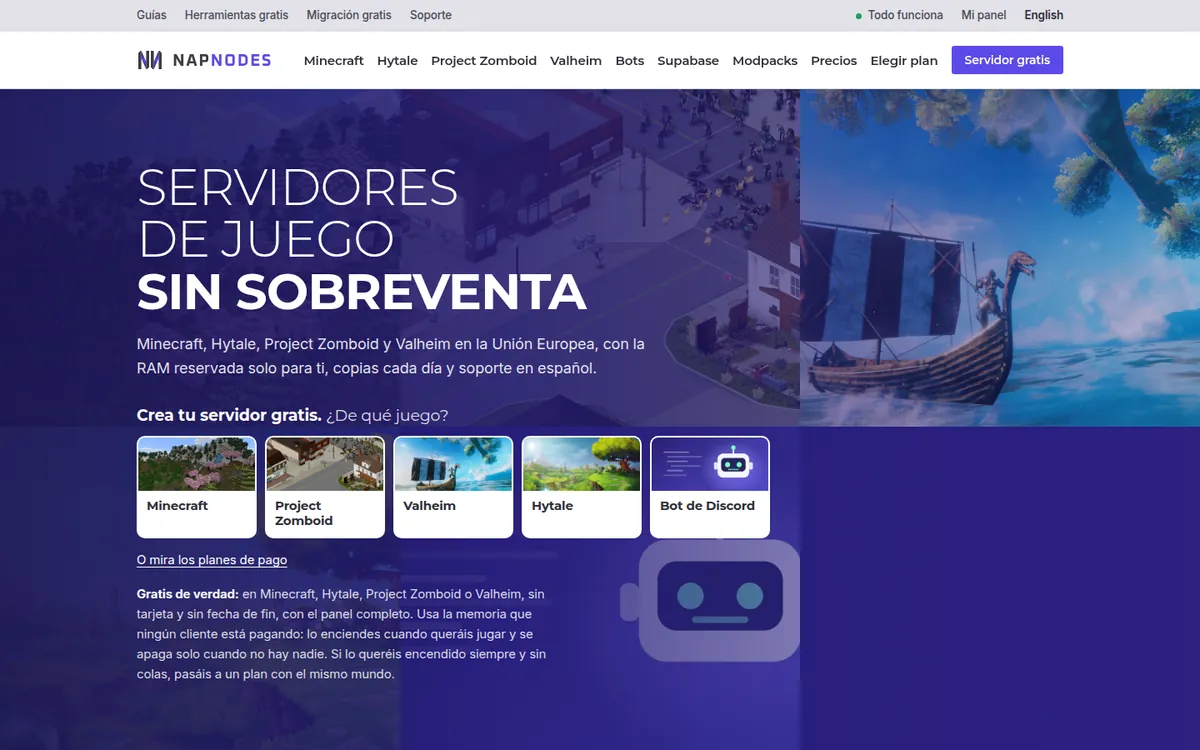 Guías Herramientas gratis Migración gratis Soporte Todo funciona Mi panel English
NAPNODES Minecraft Hytale Project Zomboid Valheim Bots Supabase Modpacks Precios Elegir plan Servidor gratis
SERVIDORES
DE JUEGO
SIN SOBREVENTA
Minecraft, Hytale, Project Zomboid y Valheim en la Unión Europea, con la
RAM reservada solo para ti, copias cada día y soporte en español.
Crea tu servidor gratis. ¿De qué juego?
Minecraft
Project
Zomboid
Valheim
Hytale
Bot de Discord
O mira los planes de pago
Gratis de verdad: en Minecraft, Hytale, Project Zomboid o Valheim, sin
tarjeta y sin fecha de fin, con el panel completo. Usa la memoria que
ningún cliente está pagando: lo enciendes cuando queráis jugar y se
apaga solo cuando no hay nadie. Si lo queréis encendido siempre y sin
colas, pasáis a un plan con el mismo mundo.